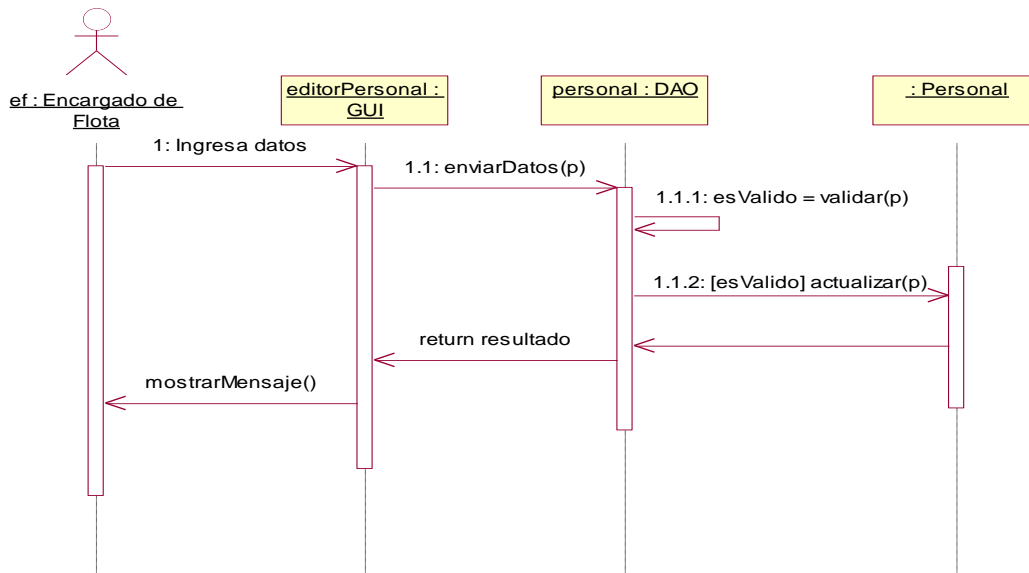 ef : Encargado de
Flota
editorPersonal :
GUI
personal : DAO
: Personal
1: Ingresa datos
1.1: enviarDatos(p)
1.1.1: esValido = validar(p)
1.1.2: [esValido] actualizar(p)
return resultado
mostrarMensaje()